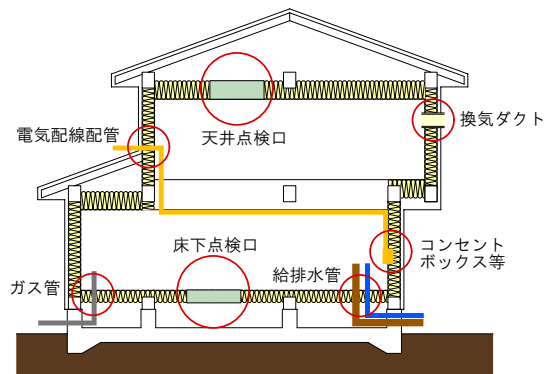 換気ダクト
電気配線配管
天井点検口
床下点検口
コンセント
ボックス等
給排水管
ガス管